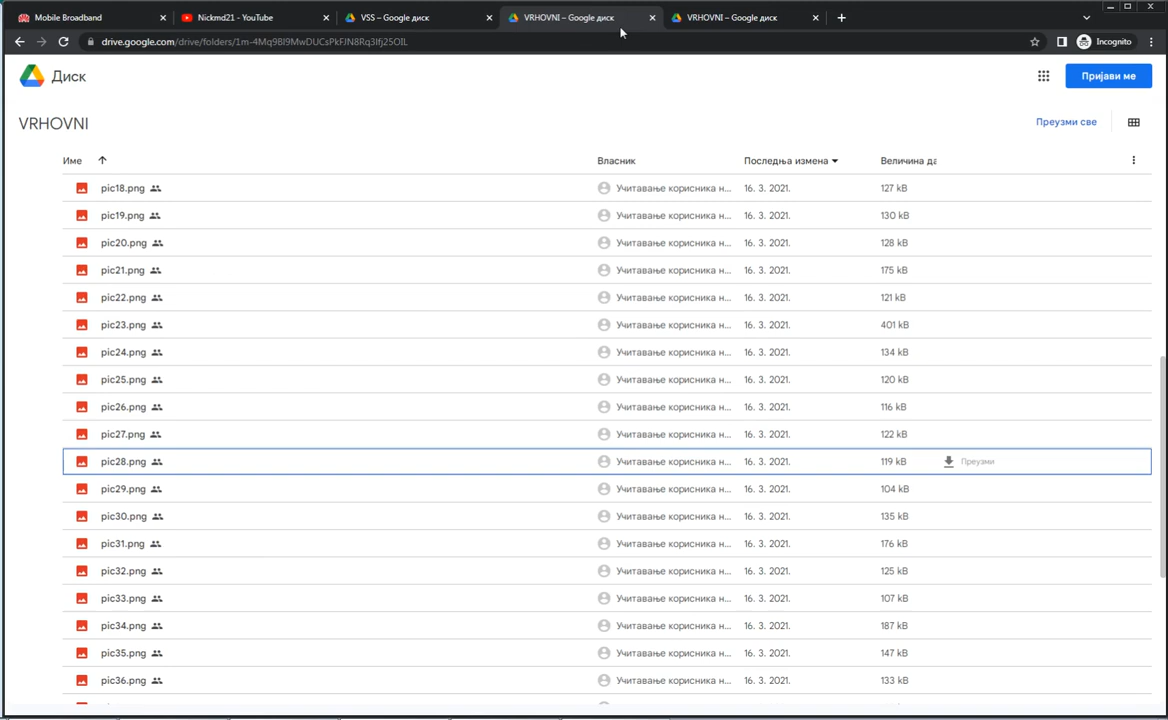 Mobile Broadband
Nickmd21 - YouTube
VSS – Google диск
VRHOVNI – Google диск
VRHOVNI – Google диск
drive.google.com/drive/folders/1m-4Mq9BI9MwDUCsPkFJN8Rq3Ifj25OIL
Incognito
Диск
Пријави ме
VRHOVNI
Преузми све
Име Власник Последња измена Величина да
pic18.png Учитавање корисника н... 16. 3. 2021. 127 kB
pic19.png Учитавање корисника н... 16. 3. 2021. 130 kB
pic20.png Учитавање корисника н... 16. 3. 2021. 128 kB
pic21.png Учитавање корисника н... 16. 3. 2021. 175 kB
pic22.png Учитавање корисника н... 16. 3. 2021. 121 kB
pic23.png Учитавање корисника н... 16. 3. 2021. 401 kB
pic24.png Учитавање корисника н... 16. 3. 2021. 134 kB
pic25.png Учитавање корисника н... 16. 3. 2021. 120 kB
pic26.png Учитавање корисника н... 16. 3. 2021. 116 kB
pic27.png Учитавање корисника н... 16. 3. 2021. 122 kB
pic28.png Учитавање корисника н... 16. 3. 2021. 119 kB Преузми
pic29.png Учитавање корисника н... 16. 3. 2021. 104 kB
pic30.png Учитавање корисника н... 16. 3. 2021. 135 kB
pic31.png Учитавање корисника н... 16. 3. 2021. 176 kB
pic32.png Учитавање корисника н... 16. 3. 2021. 125 kB
pic33.png Учитавање корисника н... 16. 3. 2021. 107 kB
pic34.png Учитавање корисника н... 16. 3. 2021. 187 kB
pic35.png Учитавање корисника н... 16. 3. 2021. 147 kB
pic36.png Учитавање корисника н... 16. 3. 2021. 133 kB